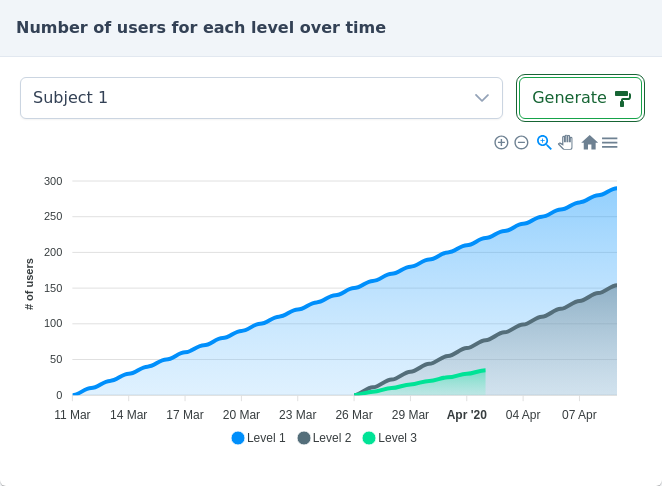 Number of users for each level over time
Subject 1
Generate
300
250
200
150
100
50
0
# of users
11 Mar 14 Mar 17 Mar 20 Mar 23 Mar 26 Mar 29 Mar Apr '20 04 Apr 07 Apr
Level 1 Level 2 Level 3